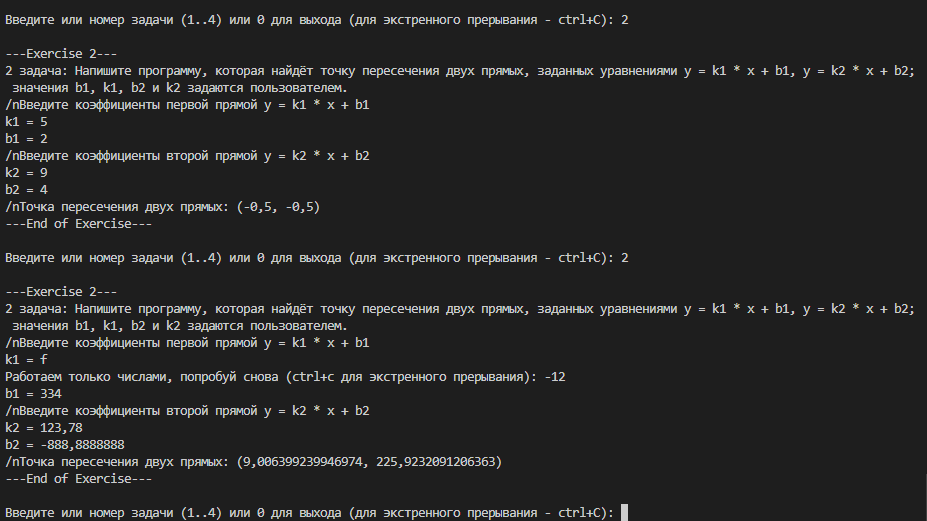 Введите или номер задачи (1..4) или 0 для выхода (для экстренного прерывания - ctrl+C): 2
---Exercise 2---
2 задача: Напишите программу, которая найдёт точку пересечения двух прямых, заданных уравнениями y = k1 * x + b1, y = k2 * x + b2;
значения b1, k1, b2 и k2 задаются пользователем.
/nВведите коэффициенты первой прямой y = k1 * x + b1
k1 = 5
b1 = 2
/nВведите коэффициенты второй прямой y = k2 * x + b2
k2 = 9
b2 = 4
/nТочка пересечения двух прямых: (-0,5, -0,5)
---End of Exercise---
Введите или номер задачи (1..4) или 0 для выхода (для экстренного прерывания - ctrl+C): 2
---Exercise 2---
2 задача: Напишите программу, которая найдёт точку пересечения двух прямых, заданных уравнениями y = k1 * x + b1, y = k2 * x + b2;
значения b1, k1, b2 и k2 задаются пользователем.
/nВведите коэффициенты первой прямой y = k1 * x + b1
k1 = f
Работаем только числами, попробуй снова (ctrl+c для экстренного прерывания): -12
b1 = 334
/nВведите коэффициенты второй прямой y = k2 * x + b2
k2 = 123,78
b2 = -888,8888888
/nТочка пересечения двух прямых: (9,006399239946974, 225,9232091206363)
---End of Exercise---
Введите или номер задачи (1..4) или 0 для выхода (для экстренного прерывания - ctrl+C):